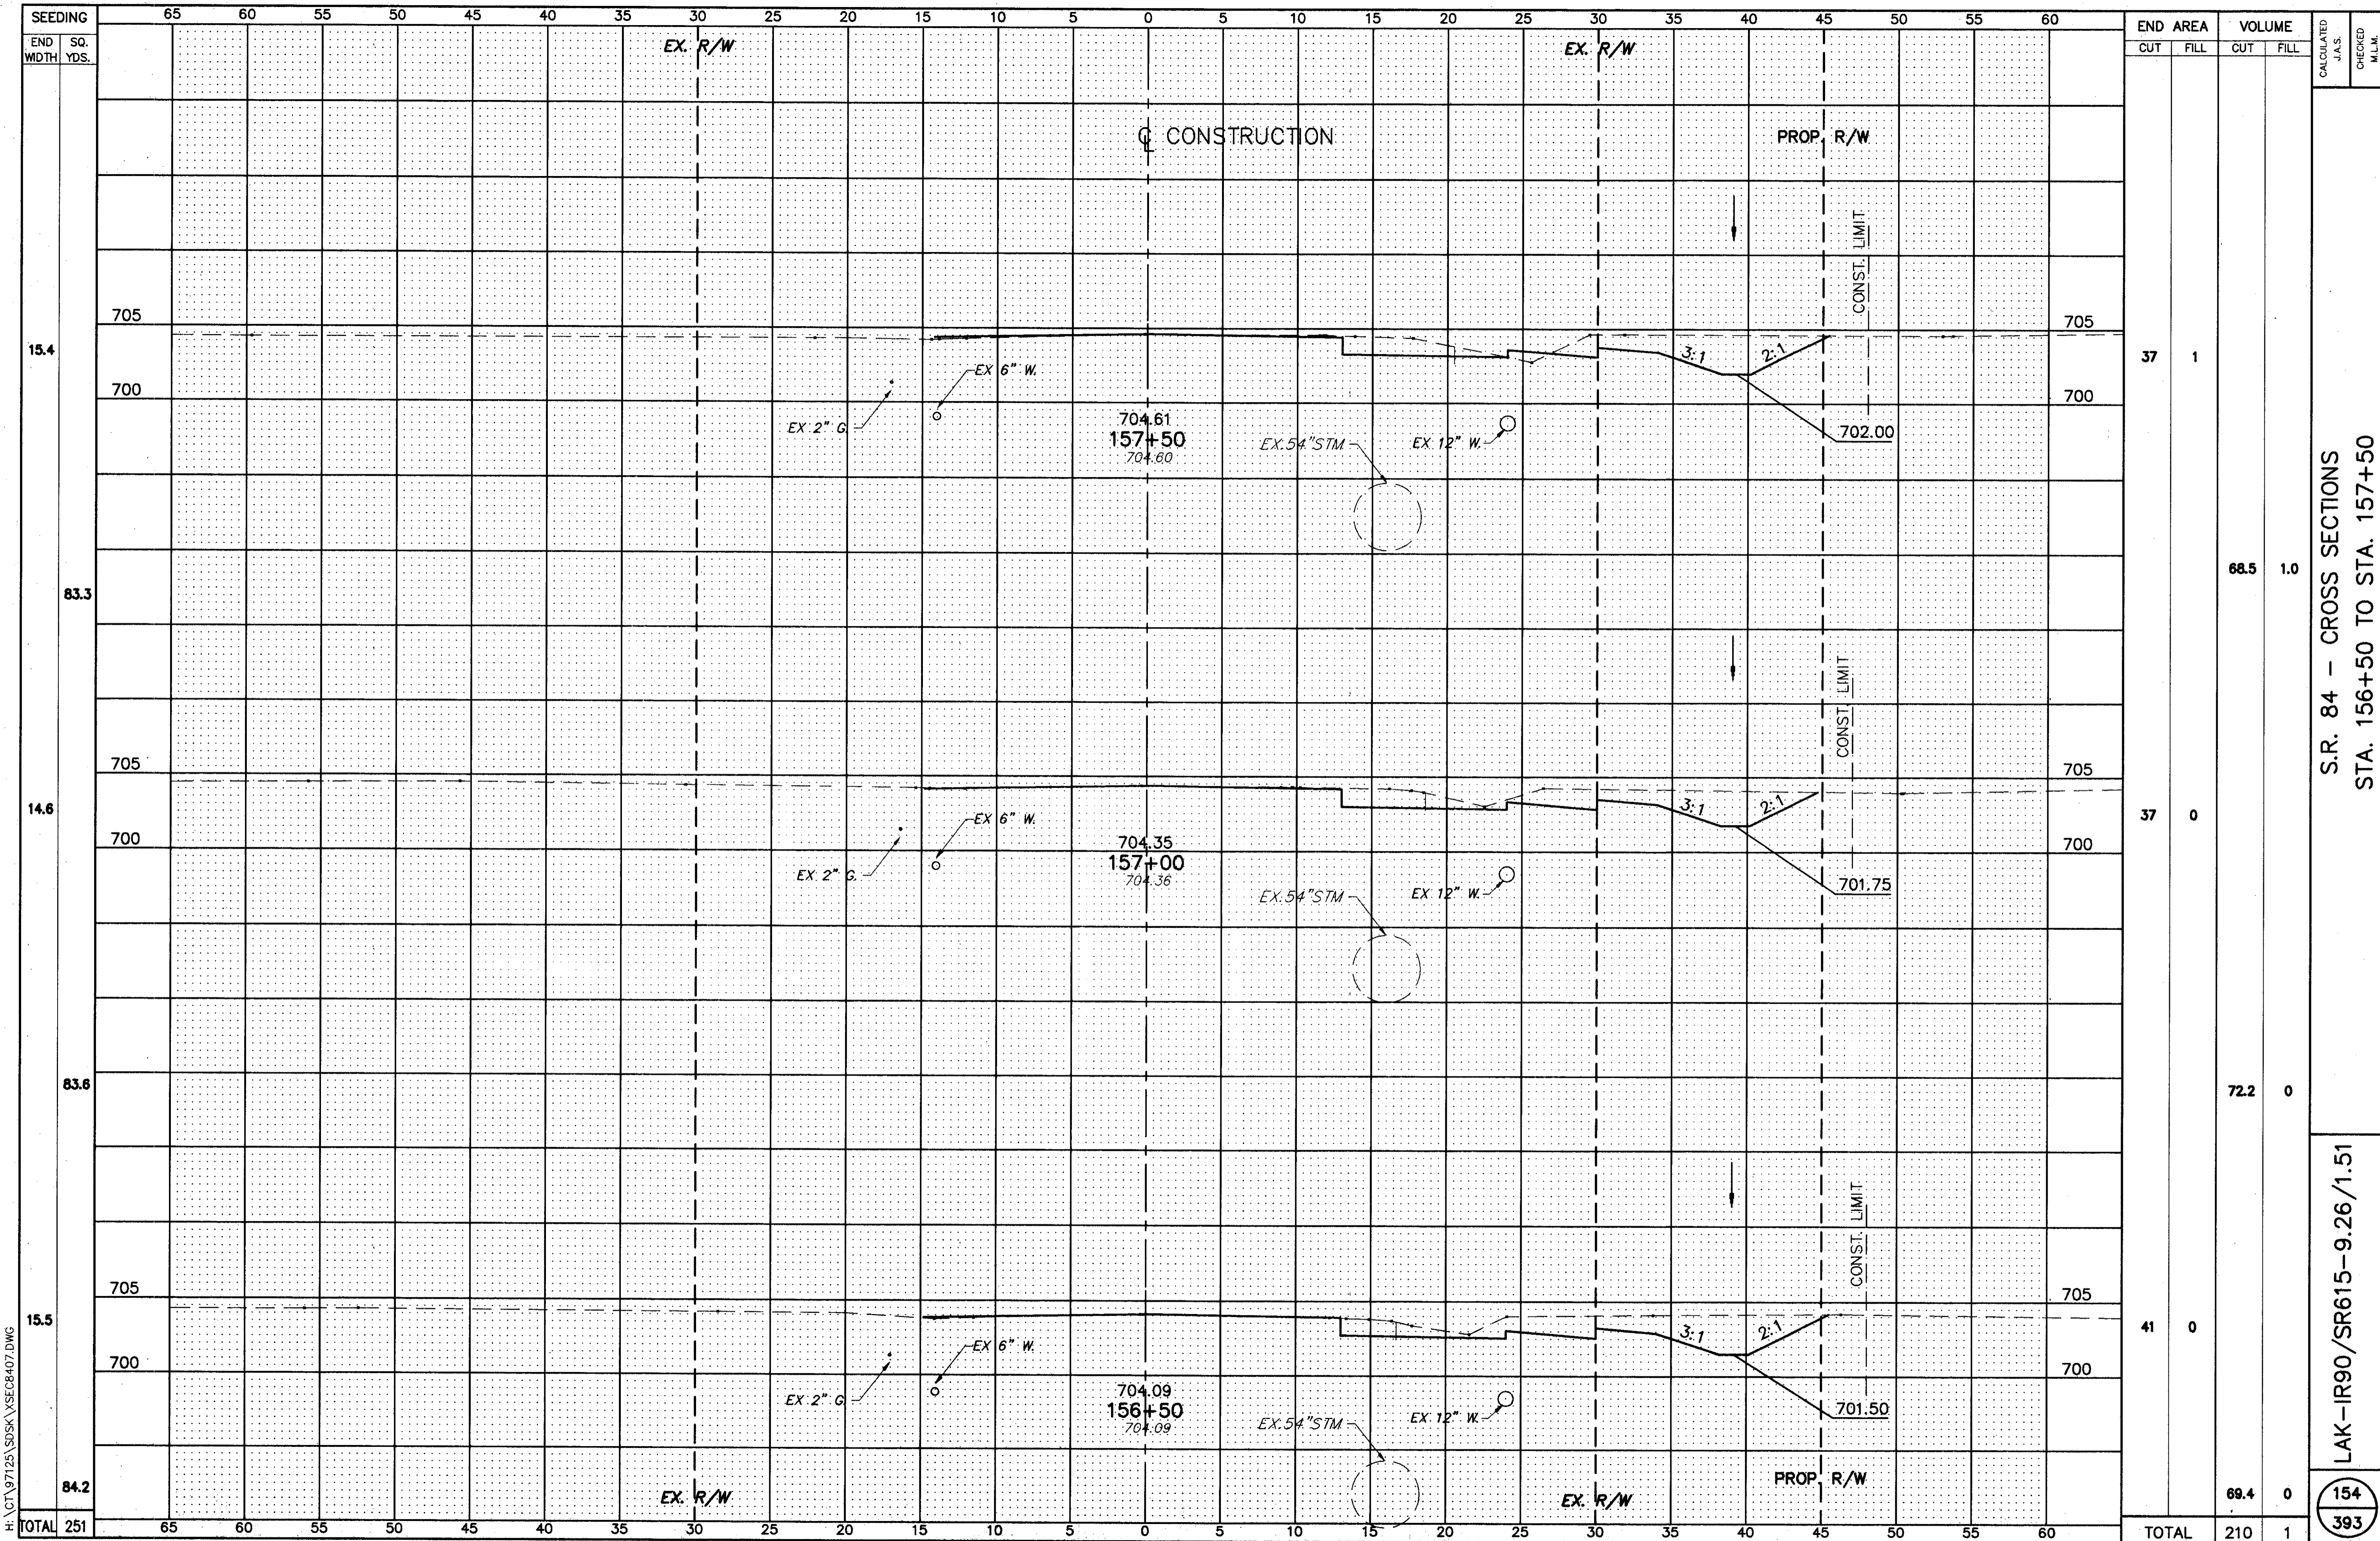 SEEDING
END WIDTH
SQ. YDS.
65 60 55 50 45 40 35 30 25 20 15 10 5 0 5 10 15 20 25 30 35 40 45 50 55 60
END AREA
VOLUME
CUT FILL CUT FILL
CALCULATED
J.A.S.
CHECKED
M.L.M.
EX. R/W
EX. R/W
℄ CONSTRUCTION
PROP. R/W
CONST. LIMIT
705
705
15.4
3:1
2:1
37 1
EX 6" W.
700
700
EX 2" G.
704.61
157+50
704.60
EX.54"STM
EX 12" W.
702.00
68.5 1.0
83.3
CONST. LIMIT
705
705
14.6
3:1
2:1
37 0
EX 6" W.
700
700
EX 2" G.
704.35
157+00
704.36
EX.54"STM
EX 12" W.
701.75
83.6
72.2 0
CONST. LIMIT
705
705
15.5
3:1
2:1
41 0
EX 6" W.
700
700
EX 2" G
704.09
156+50
704.09
EX.54"STM
EX 12" W.
701.50
84.2
EX. R/W
EX. R/W
PROP. R/W
69.4 0
TOTAL 251
65 60 55 50 45 40 35 30 25 20 15 10 5 0 5 10 15 20 25 30 35 40 45 50 55 60
TOTAL 210 1
S.R. 84 - CROSS SECTIONS
STA. 156+50 TO STA. 157+50
LAK-IR90/SR615-9.26/1.51
154
393
H:\CT\97125\SDSK\XSEC8407.DWG